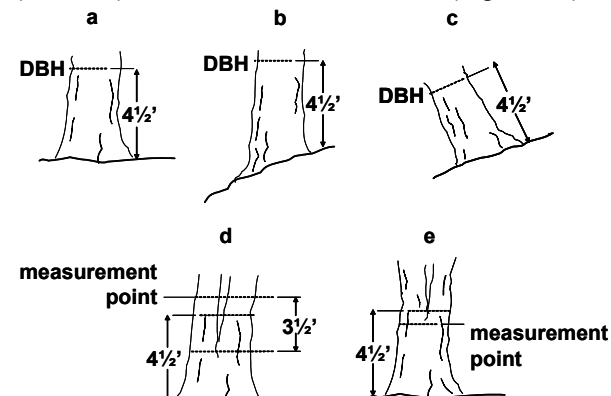 a
b
c
DBH
4½’
DBH
4½’
DBH
4½’
d
e
measurement
point
3½’
4½’
4½’
measurement
point